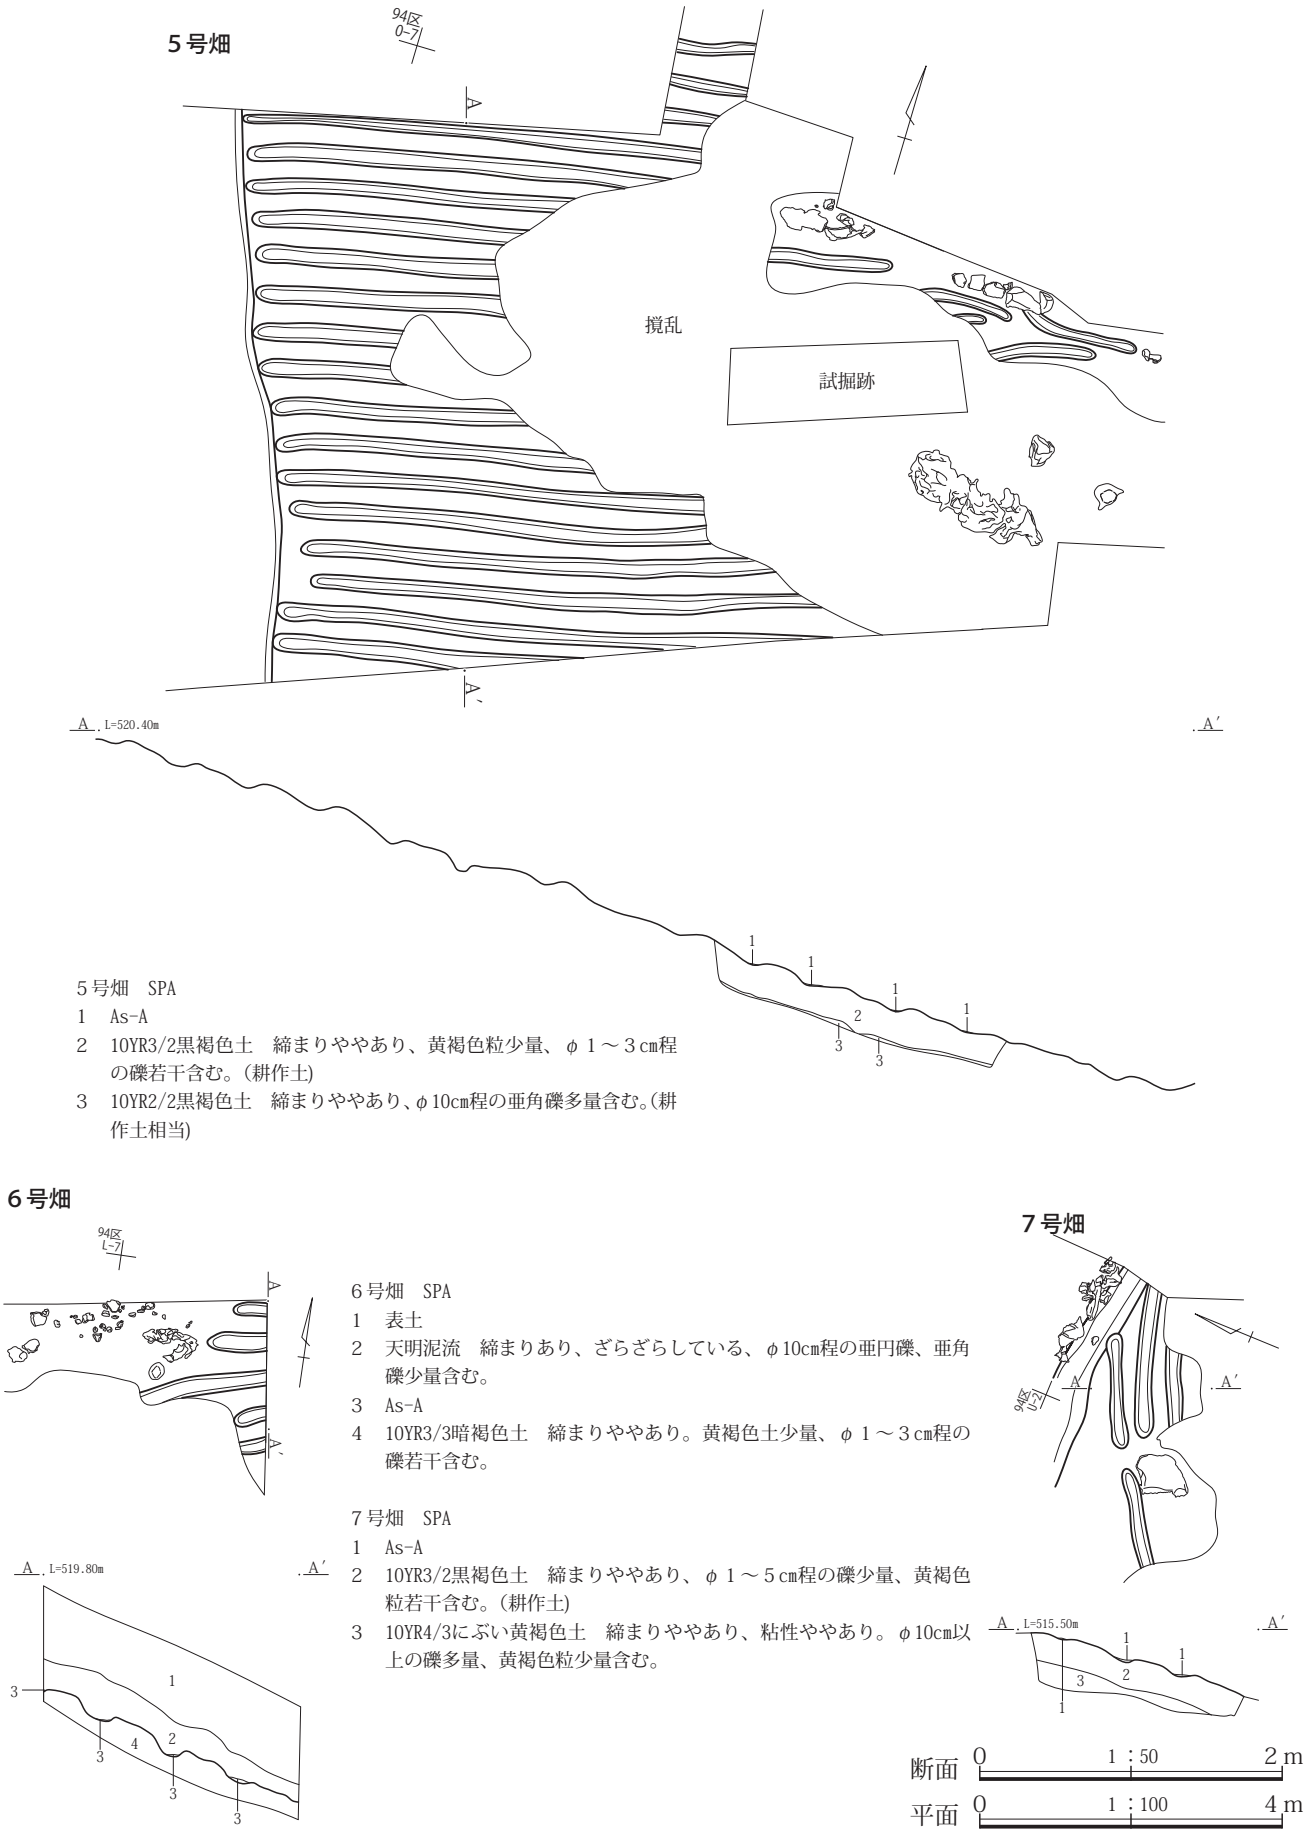 ５号畑
94区
O-7
A
撹乱
試掘跡
A′
A L=520.40m A′
1
1
1
1
2
3
3
５号畑　SPA
1　As-A
2　10YR3/2黒褐色土　締まりややあり、黄褐色粒少量、φ１～３㎝程
の礫若干含む。（耕作土）
3　10YR2/2黒褐色土　締まりややあり、φ10㎝程の亜角礫多量含む。（耕
作土相当）
６号畑
94区
L-7
A
A′
A L=519.80m A′
1
3
2
4
3
3
3
６号畑　SPA
1　表土
2　天明泥流　締まりあり、ざらざらしている、φ10㎝程の亜円礫、亜角
礫少量含む。
3　As-A
4　10YR3/3暗褐色土　締まりややあり。黄褐色土少量、φ１～３㎝程の
礫若干含む。
７号畑　SPA
1　As-A
2　10YR3/2黒褐色土　締まりややあり、φ１～５㎝程の礫少量、黄褐色
粒若干含む。（耕作土）
3　10YR4/3にぶい黄褐色土　締まりややあり、粘性ややあり。φ10㎝以
上の礫多量、黄褐色粒少量含む。
７号畑
94区
U-2
A A′
A L=515.50m A′
1
1
2
3
1
断面 0 1：50 2ｍ
平面 0 1：100 4ｍ